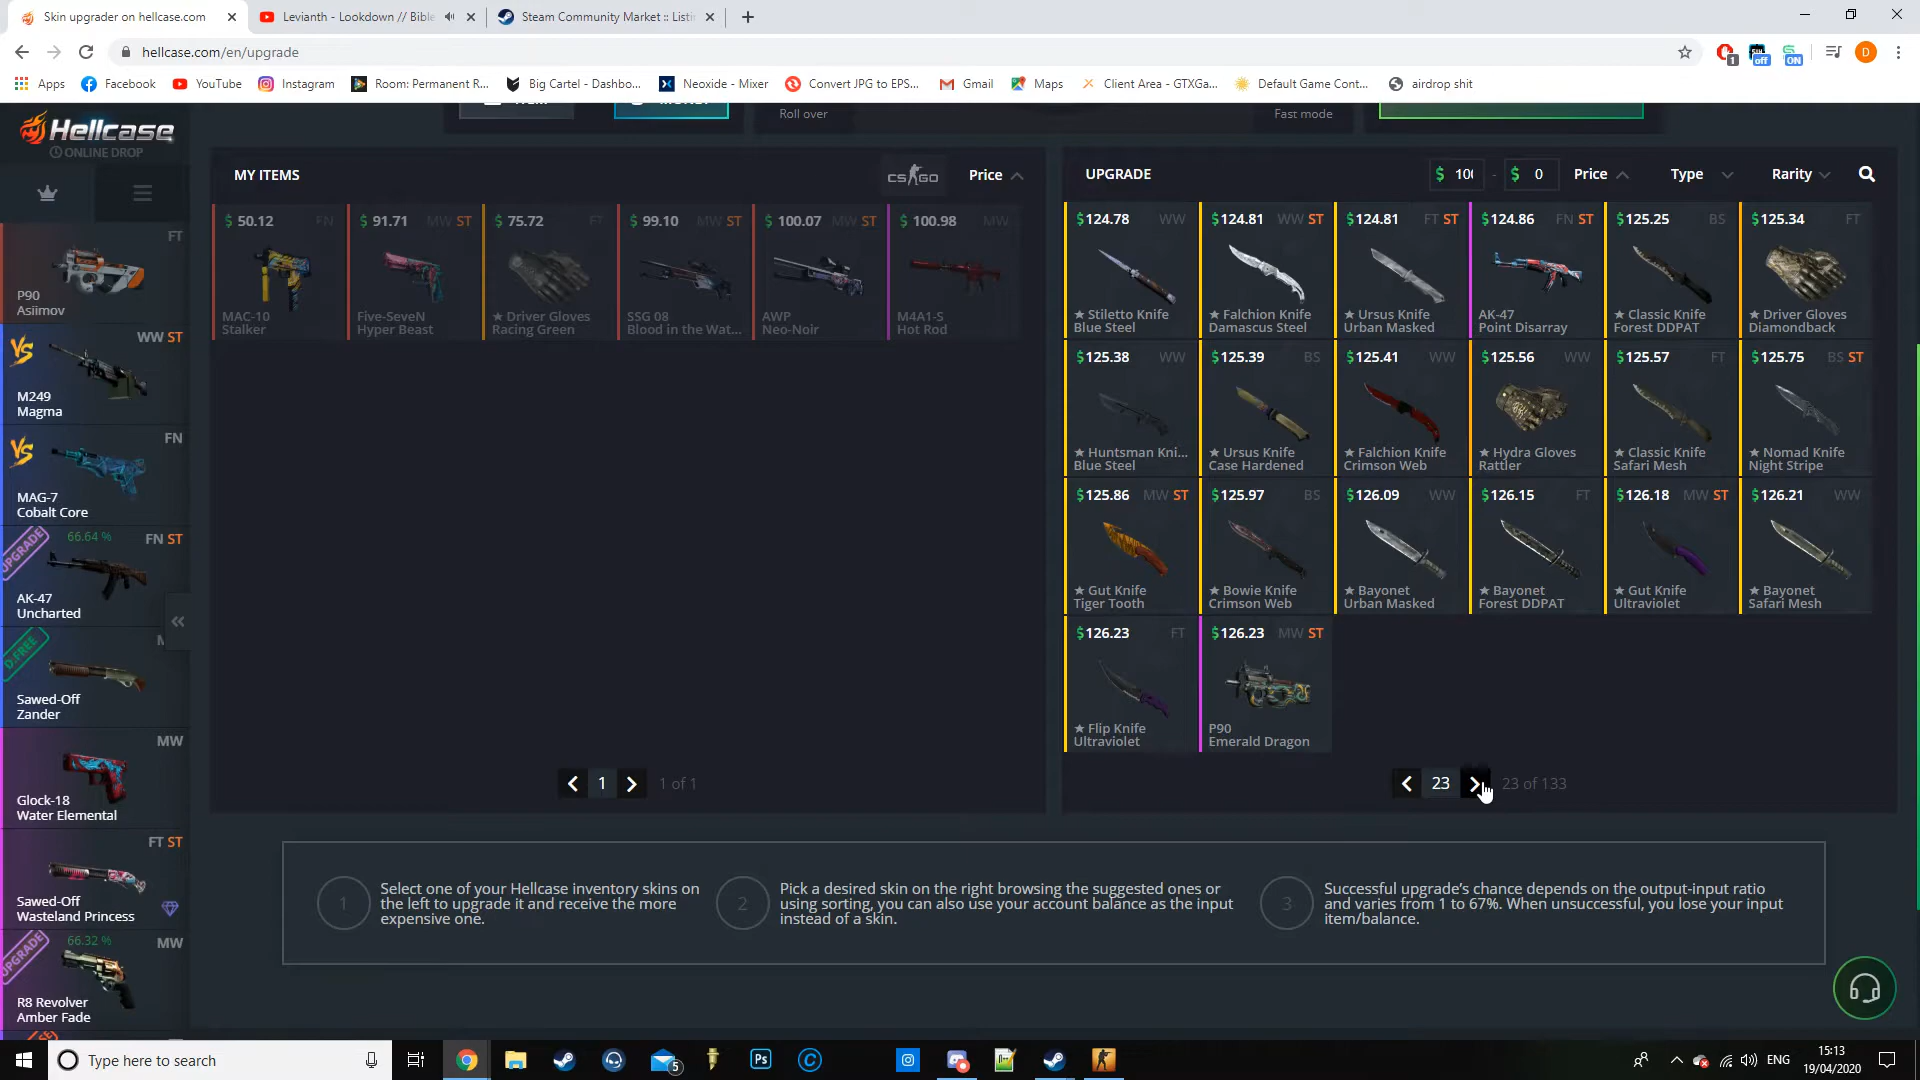 Skin upgrader on hellcase.com
Levianth - Lookdown // Bible
Steam Community Market :: Listi
hellcase.com/en/upgrade
1
off
ON
D
Apps
Facebook
YouTube
Instagram
Room: Permanent R...
Big Cartel - Dashbo...
Neoxide - Mixer
Convert JPG to EPS...
Gmail
Maps
Client Area - GTXGa...
Default Game Cont...
airdrop shit
Hellcase
ONLINE DROP
Roll over
Fast mode
MY ITEMS
CS:GO
Price
UPGRADE
$ 100 - $ 0
Price
Type
Rarity
FT
P90
Asiimov
VS
WW ST
M249
Magma
VS
FN
MAG-7
Cobalt Core
UPGRADE
66.64 %
FN ST
AK-47
Uncharted
D.FREE
Sawed-Off
Zander
MW
Glock-18
Water Elemental
FT ST
Sawed-Off
Wasteland Princess
UPGRADE
66.32 %
MW
R8 Revolver
Amber Fade
$ 50.12 FN
MAC-10
Stalker
$ 91.71 MW ST
Five-SeveN
Hyper Beast
$ 75.72 FT
★ Driver Gloves
Racing Green
$ 99.10 MW ST
SSG 08
Blood in the Wat...
$ 100.07 MW ST
AWP
Neo-Noir
$ 100.98 MW
M4A1-S
Hot Rod
1
1 of 1
$124.78 WW
★ Stiletto Knife
Blue Steel
$124.81 WW ST
★ Falchion Knife
Damascus Steel
$124.81 FT ST
★ Ursus Knife
Urban Masked
$124.86 FN ST
AK-47
Point Disarray
$125.25 BS
★ Classic Knife
Forest DDPAT
$125.34 FT
★ Driver Gloves
Diamondback
$125.38 WW
★ Huntsman Kni...
Blue Steel
$125.39 BS
★ Ursus Knife
Case Hardened
$125.41 WW
★ Falchion Knife
Crimson Web
$125.56 WW
★ Hydra Gloves
Rattler
$125.57 FT
★ Classic Knife
Safari Mesh
$125.75 BS ST
★ Nomad Knife
Night Stripe
$125.86 MW ST
★ Gut Knife
Tiger Tooth
$125.97 BS
★ Bowie Knife
Crimson Web
$126.09 WW
★ Bayonet
Urban Masked
$126.15 FT
★ Bayonet
Forest DDPAT
$126.18 MW ST
★ Gut Knife
Ultraviolet
$126.21 WW
★ Bayonet
Safari Mesh
$126.23 FT
★ Flip Knife
Ultraviolet
$126.23 MW ST
P90
Emerald Dragon
23
23 of 133
1
Select one of your Hellcase inventory skins on
the left to upgrade it and receive the more
expensive one.
2
Pick a desired skin on the right browsing the suggested ones or
using sorting, you can also use your account balance as the input
instead of a skin.
3
Successful upgrade's chance depends on the output-input ratio
and varies from 1 to 67%. When unsuccessful, you lose your input
item/balance.
Type here to search
5
Ps
ENG
15:13
19/04/2020